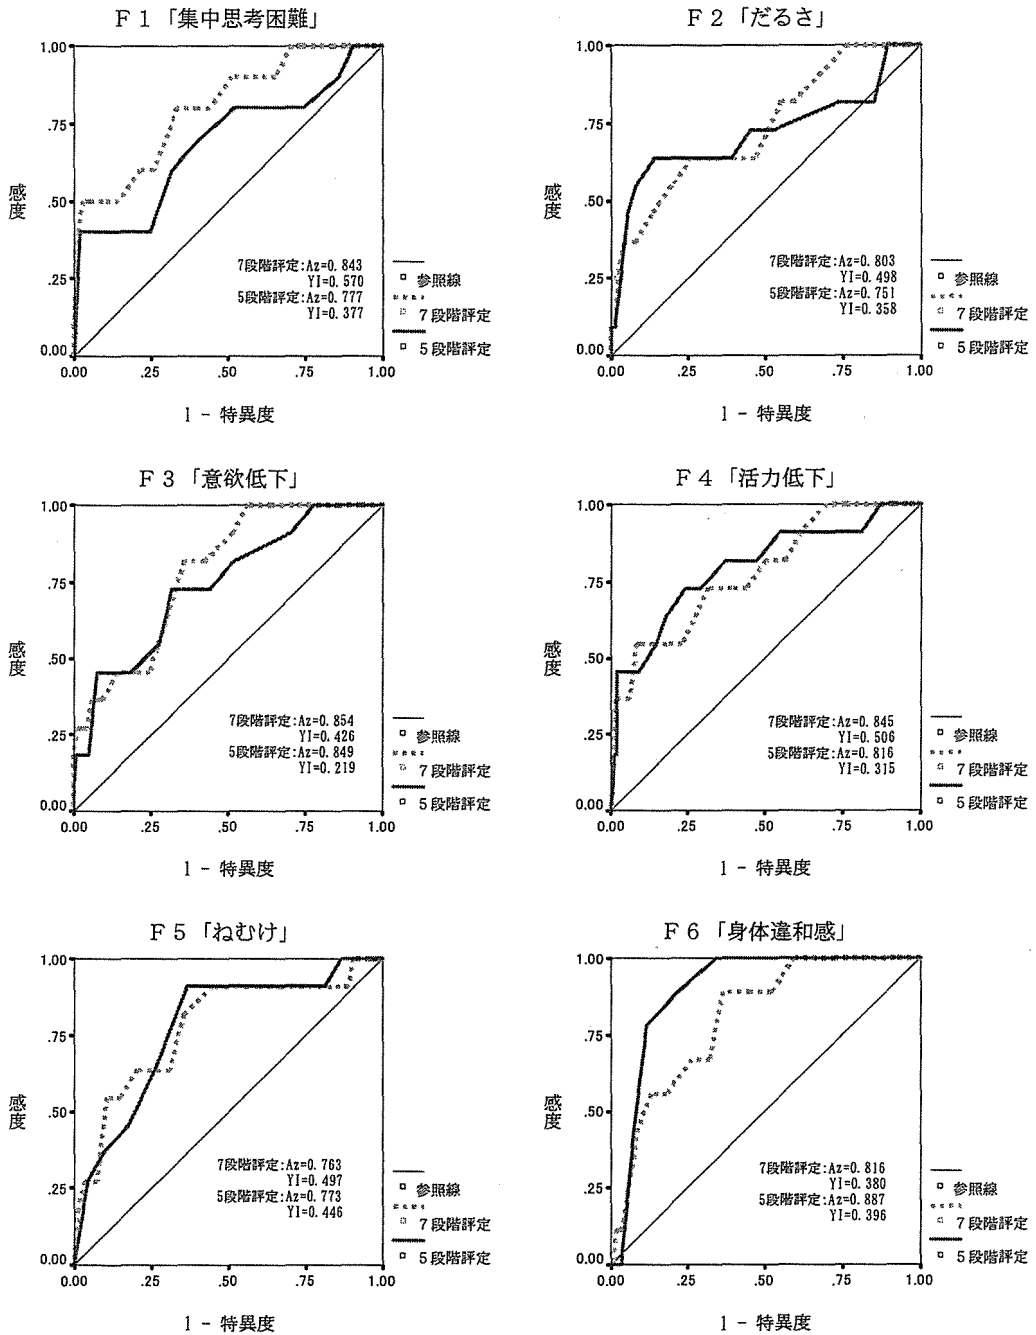 F1「集中思考困難」
1.00
.75
.50
.25
0.00
感度
0.00 .25 .50 .75 1.00
1 - 特異度
7段階評定:Az=0.843
YI=0.570
5段階評定:Az=0.777
YI=0.377
参照線
7段階評定
5段階評定
F2「だるさ」
1.00
.75
.50
.25
0.00
感度
0.00 .25 .50 .75 1.00
1 - 特異度
7段階評定:Az=0.803
YI=0.498
5段階評定:Az=0.751
YI=0.358
参照線
7段階評定
5段階評定
F3「意欲低下」
1.00
.75
.50
.25
0.00
感度
0.00 .25 .50 .75 1.00
1 - 特異度
7段階評定:Az=0.854
YI=0.426
5段階評定:Az=0.849
YI=0.219
参照線
7段階評定
5段階評定
F4「活力低下」
1.00
.75
.50
.25
0.00
感度
0.00 .25 .50 .75 1.00
1 - 特異度
7段階評定:Az=0.845
YI=0.506
5段階評定:Az=0.816
YI=0.315
参照線
7段階評定
5段階評定
F5「ねむけ」
1.00
.75
.50
.25
0.00
感度
0.00 .25 .50 .75 1.00
1 - 特異度
7段階評定:Az=0.763
YI=0.497
5段階評定:Az=0.773
YI=0.446
参照線
7段階評定
5段階評定
F6「身体違和感」
1.00
.75
.50
.25
0.00
感度
0.00 .25 .50 .75 1.00
1 - 特異度
7段階評定:Az=0.816
YI=0.380
5段階評定:Az=0.887
YI=0.396
参照線
7段階評定
5段階評定